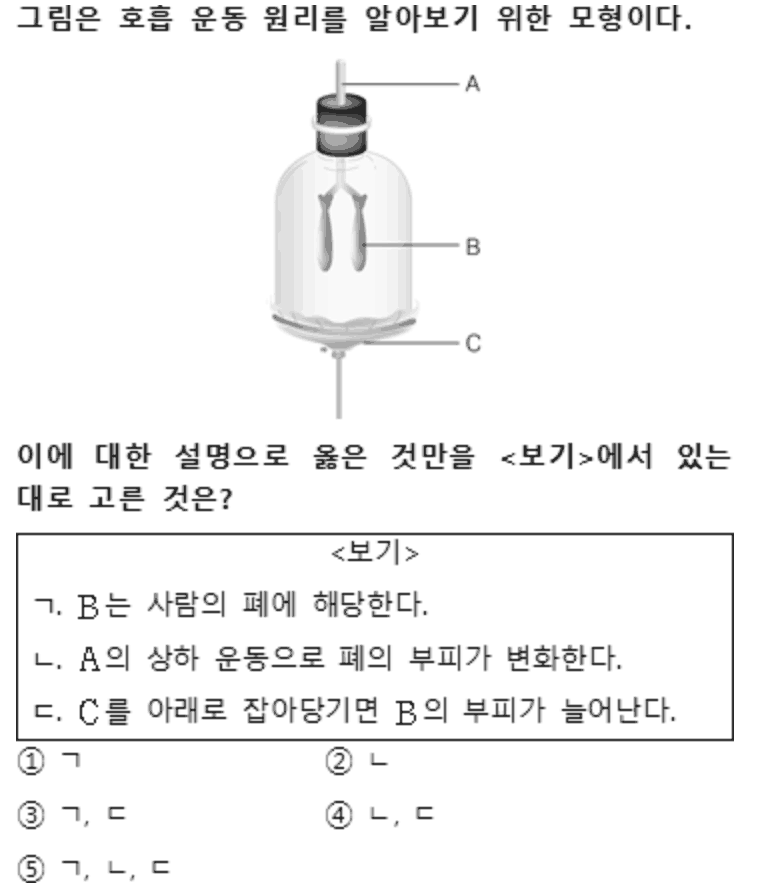 그림은 호흡 운동 원리를 알아보기 위한 모형이다.
A
B
C
이에 대한 설명으로 옳은 것만을 <보기>에서 있는
대로 고른 것은?
<보기>
ㄱ. B는 사람의 폐에 해당한다.
ㄴ. A의 상하 운동으로 폐의 부피가 변화한다.
ㄷ. C를 아래로 잡아당기면 B의 부피가 늘어난다.
① ㄱ ② ㄴ
③ ㄱ, ㄷ ④ ㄴ, ㄷ
⑤ ㄱ, ㄴ, ㄷ